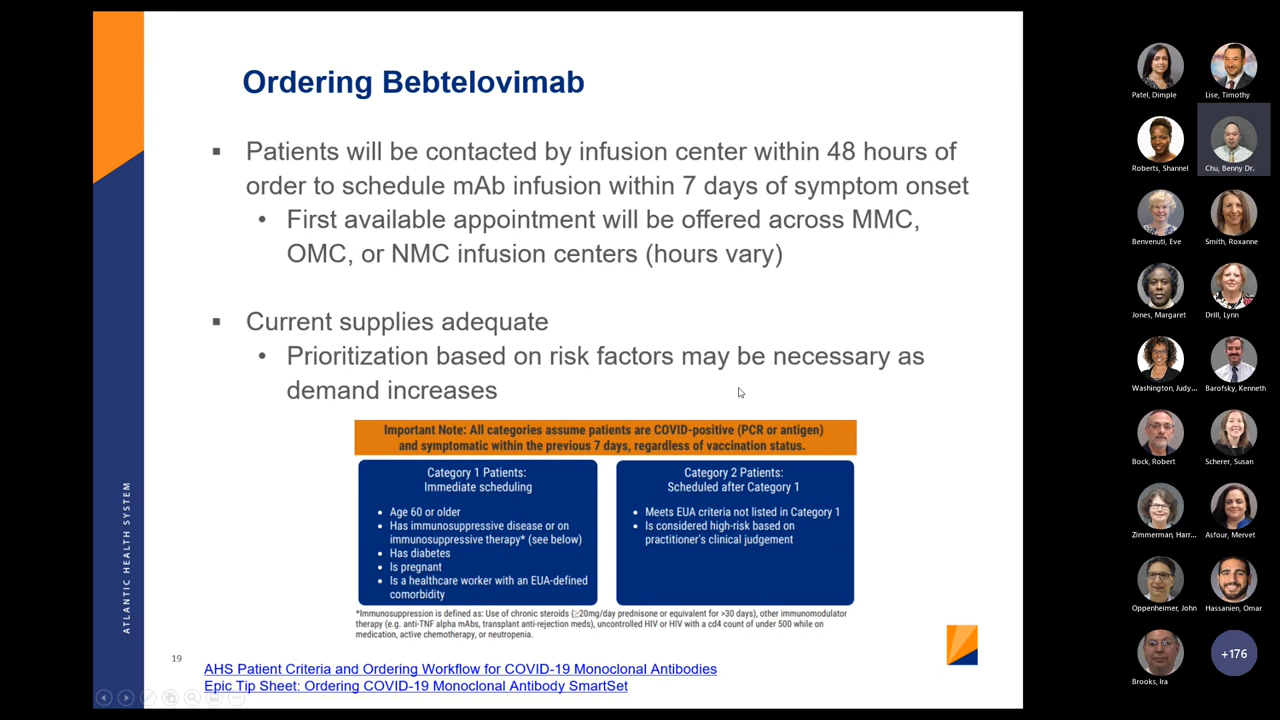 Ordering Bebtelovimab
▪ Patients will be contacted by infusion center within 48 hours of
order to schedule mAb infusion within 7 days of symptom onset
• First available appointment will be offered across MMC,
OMC, or NMC infusion centers (hours vary)
▪ Current supplies adequate
• Prioritization based on risk factors may be necessary as
demand increases
Important Note: All categories assume patients are COVID-positive (PCR or antigen)
and symptomatic within the previous 7 days, regardless of vaccination status.
Category 1 Patients:
Immediate scheduling
• Age 60 or older
• Has immunosuppressive disease or on
immunosuppressive therapy* (see below)
• Has diabetes
• Is pregnant
• Is a healthcare worker with an EUA-defined
comorbidity
Category 2 Patients:
Scheduled after Category 1
• Meets EUA criteria not listed in Category 1
• Is considered high-risk based on
practitioner's clinical judgement
*Immunosuppression is defined as: Use of chronic steroids (≥20mg/day prednisone or equivalent for >30 days), other immunomodulator
therapy (e.g. anti-TNF alpha mAbs, transplant anti-rejection meds), uncontrolled HIV or HIV with a cd4 count of under 500 while on
medication, active chemotherapy, or neutropenia.
19
AHS Patient Criteria and Ordering Workflow for COVID-19 Monoclonal Antibodies
Epic Tip Sheet: Ordering COVID-19 Monoclonal Antibody SmartSet
ATLANTIC HEALTH SYSTEM
Patel, Dimple
Lise, Timothy
Roberts, Shannel
Chu, Benny Dr.
Benvenuti, Eve
Smith, Roxanne
Jones, Margaret
Drill, Lynn
Washington, Judy...
Barofsky, Kenneth
Bock, Robert
Scherer, Susan
Zimmerman, Harr...
Asfour, Mervet
Oppenheimer, John
Hassanien, Omar
Brooks, Ira
+176